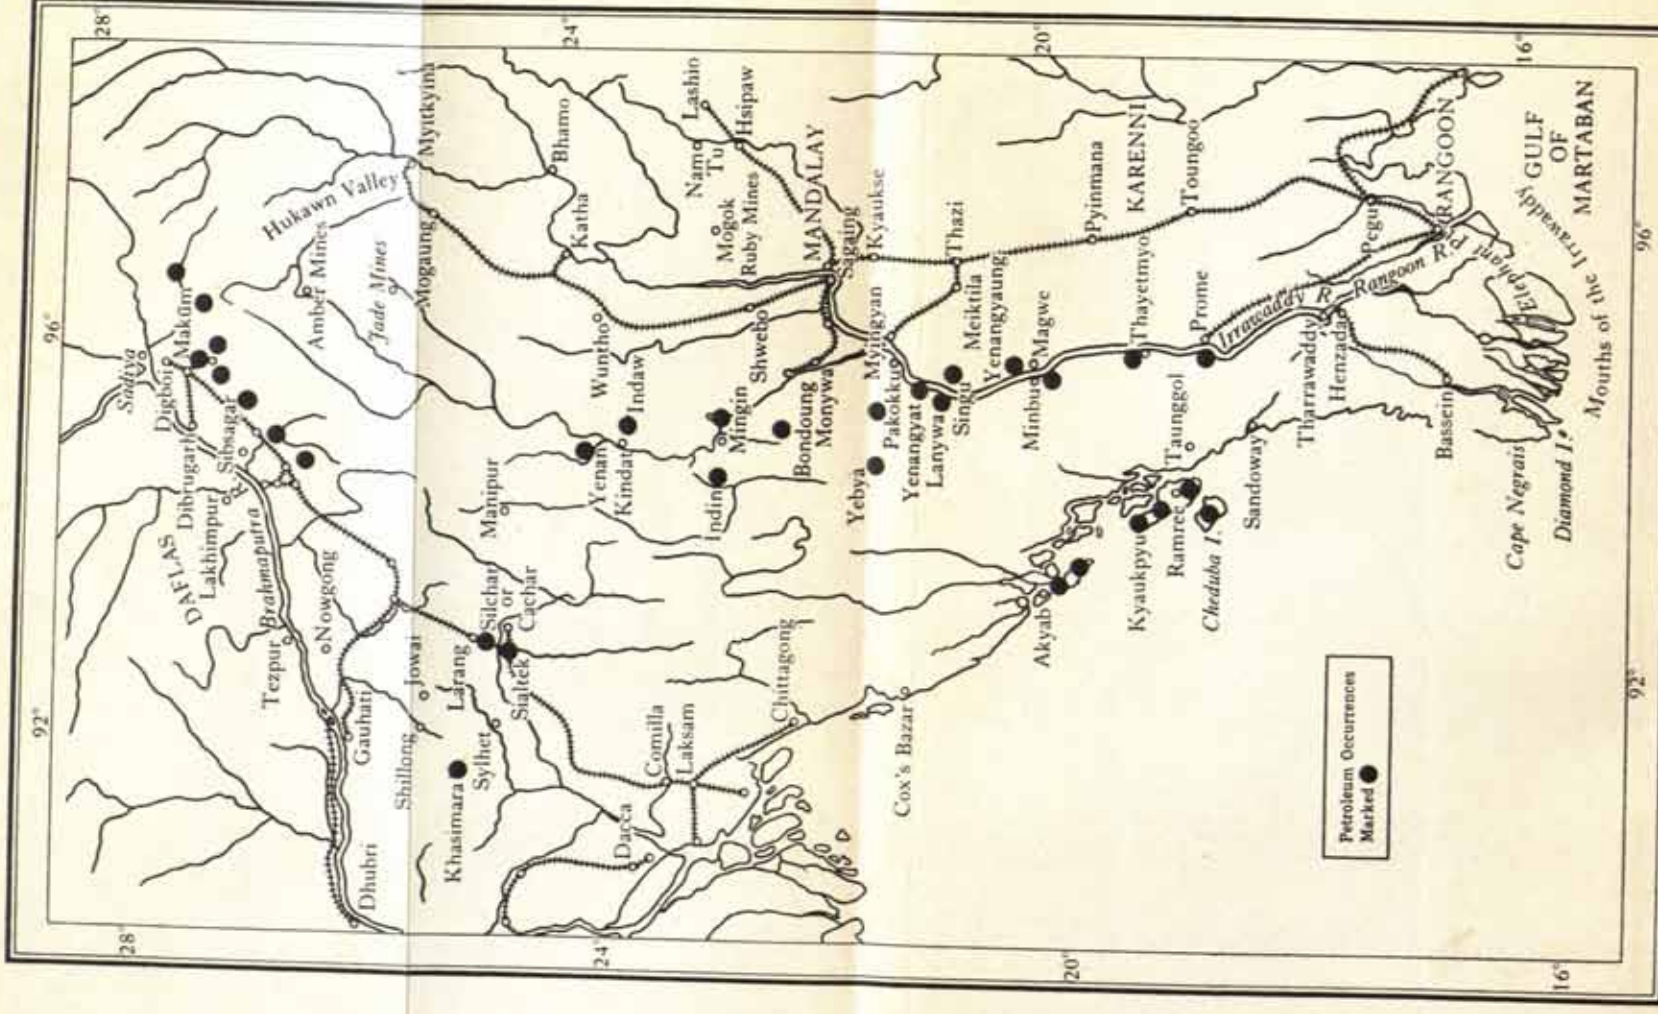 28°
24°
20°
16°
96°
92°
28°
24°
20°
16°
96°
92°
Sadiya
Digboi
Makum
Dibrugarh
Sibsagar
DAFLAS
Lakhimpur
R.
Brahmaputra
Tezpur
Nowgong
Gauhati
Dhubri
Shillong
Jowai
Hukawn Valley
Amber Mines
Jade Mines
Mogaung
Myitkyina
Bhamo
Katha
Wuntho
Indaw
Yenan
Kindat
Manipur
Larang
Silchar
or
Cachar
Sialtek
Khasimara
Sylhet
Comilla
Laksam
Dacca
Chittagong
Cox's Bazar
Lashio
Nam
Tu
Hsipaw
Mogok
Ruby Mines
MANDALAY
Sagaing
Kyaukse
Shwebo
Mingin
Indin
Bondoung
Monywa
Myingyan
Pakokku
Yebya
Yenangyat
Lanywa
Singu
Thazi
Meiktila
Yenangyaung
Magwe
Minbu
Pyinmana
KARENNI
Toungoo
Thayetmyo
Prome
Akyab
Kyaukpyu
Ramree
Cheduba I.
Taunggol
Sandoway
Irrawaddy R.
Tharrawaddy
Henzada
Pegu
Rangoon R.
RANGOON
Elephant P.
Bassein
Cape Negrais
Diamond I.
Mouths of the Irrawaddy
GULF
OF
MARTABAN
Petroleum Occurrences
Marked